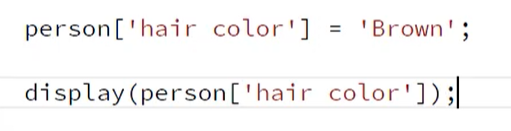 person['hair color'] = 'Brown';
display(person['hair color']);